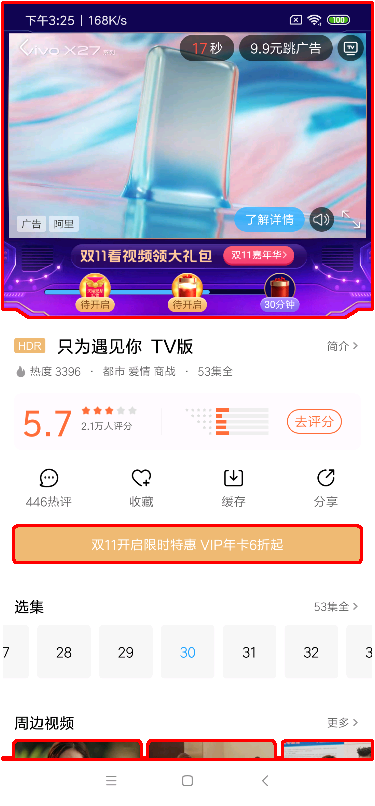 下午3:25 | 168K/s
100
vivo X27
17 秒
9.9元跳广告
TV
广告
阿里
了解详情
双11看视频领大礼包
双11嘉年华>
待开启
待开启
30分钟
HDR
只为遇见你 TV版
简介 >
热度 3396 · 都市 爱情 商战 · 53集全
5.7
2.1万人评分
去评分
446热评
收藏
缓存
分享
双11开启限时特惠 VIP年卡6折起
选集
53集全 >
7
28
29
30
31
32
3
周边视频
更多 >